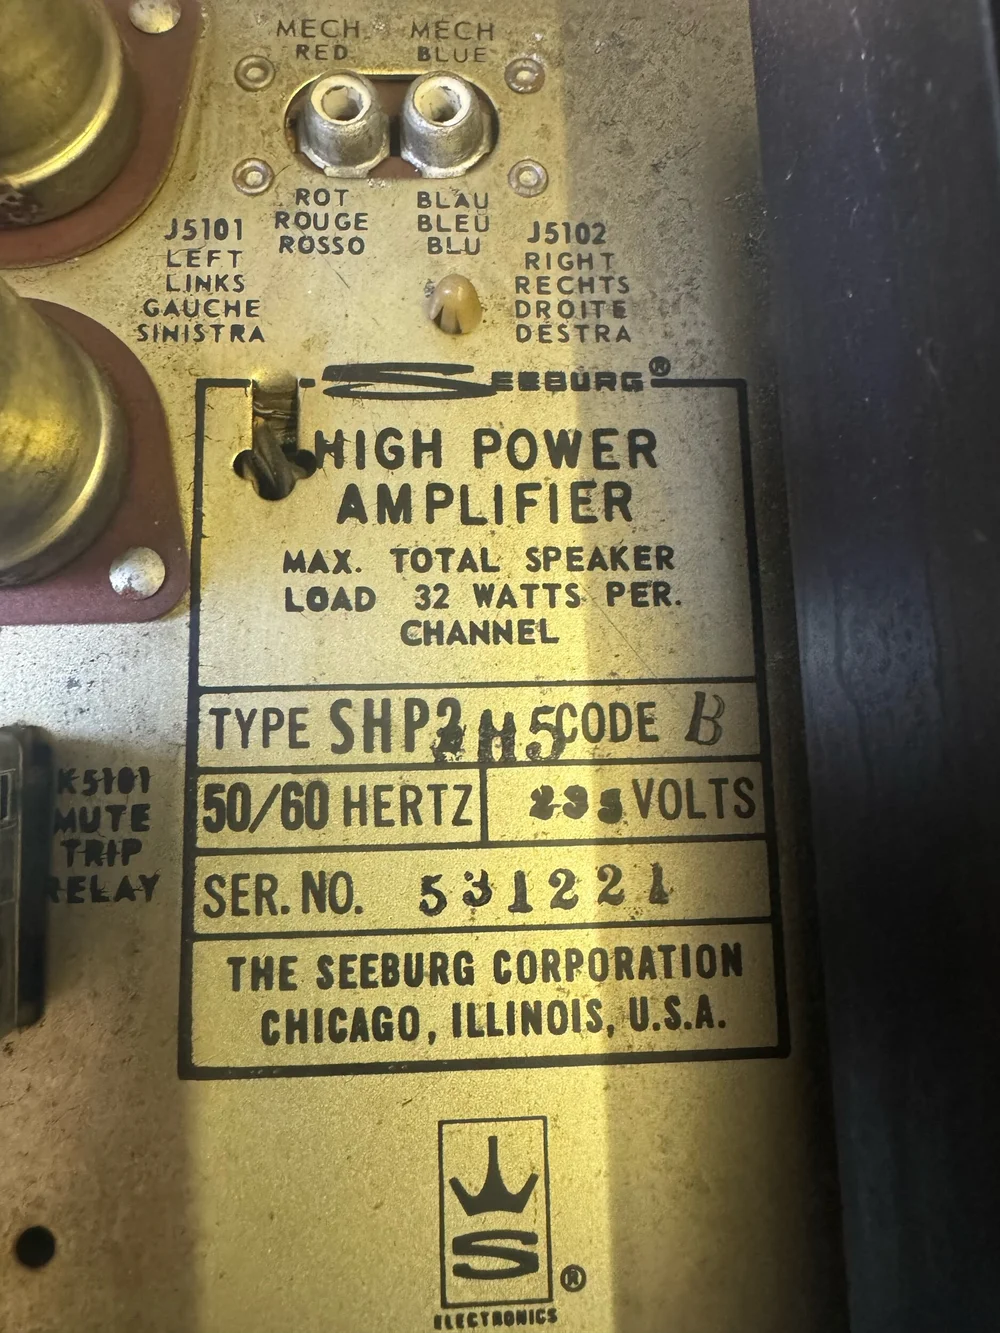 MECH MECH
RED BLUE
ROT BLAU
ROUGE BLEU
ROSSO BLU
J5101
LEFT
LINKS
GAUCHE
SINISTRA
J5102
RIGHT
RECHTS
DROITE
DESTRA
SEEBURG®
HIGH POWER
AMPLIFIER
MAX. TOTAL SPEAKER
LOAD 32 WATTS PER.
CHANNEL
TYPE CODE B
50/60 HERTZ VOLTS
SER. NO. 531221
THE SEEBURG CORPORATION
CHICAGO, ILLINOIS, U.S.A.
K5101
MUTE
TRIP
RELAY
S ®
ELECTRONICS